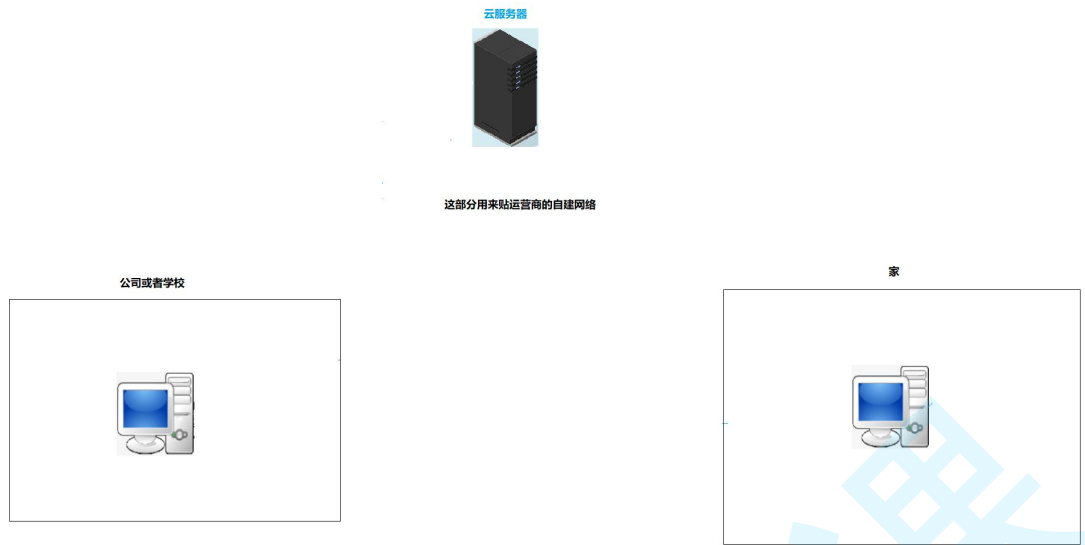 云服务器
这部分用来贴运营商的自建网络
公司或者学校
家